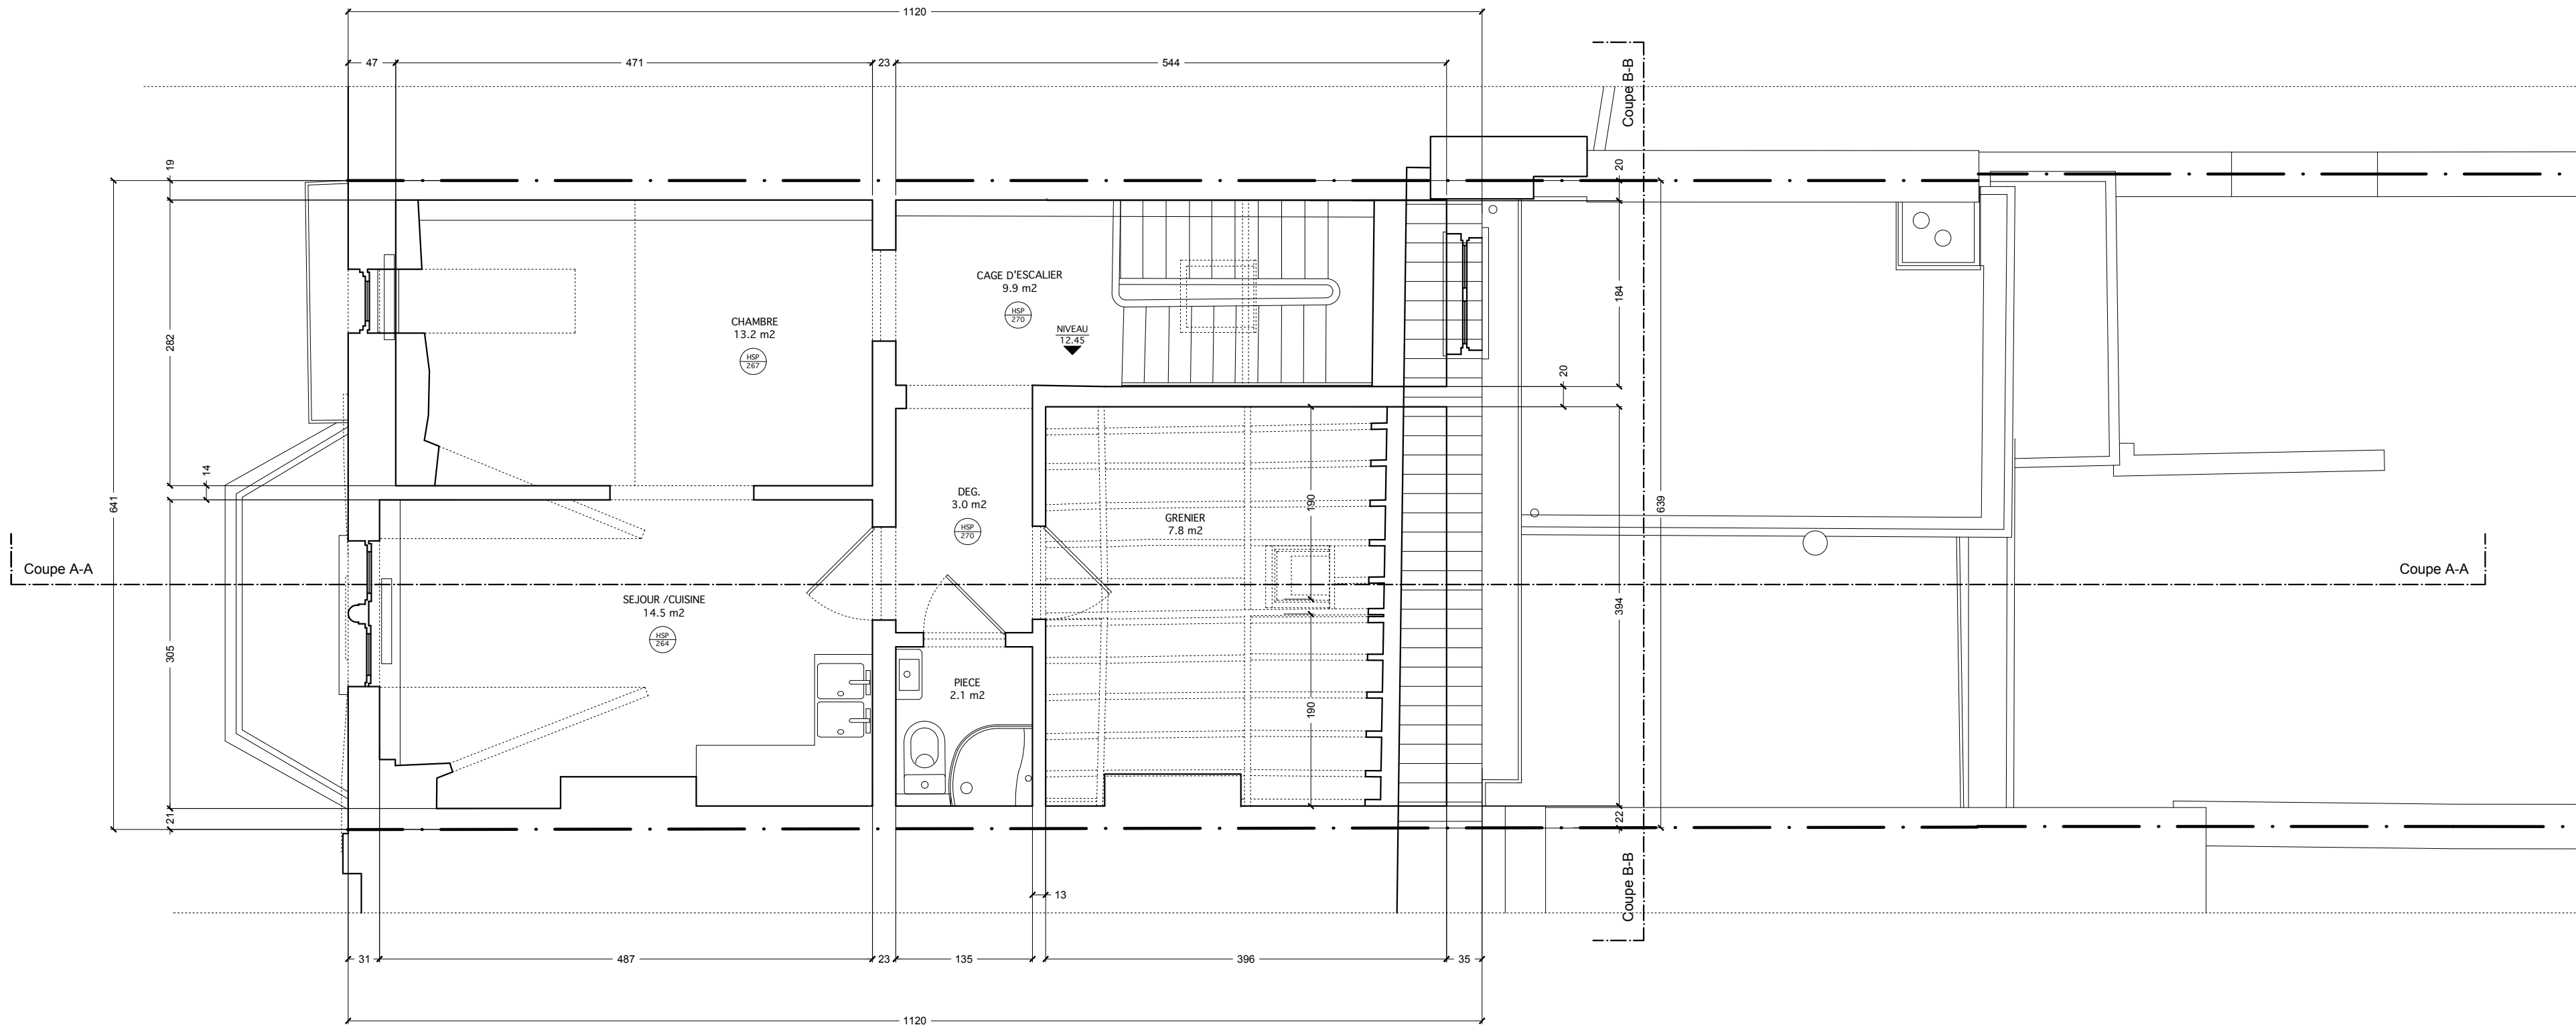 1120
47
471
23
544
Coupe B-B
19
20
CAGE D'ESCALIER
9.9 m2
HSP
270
NIVEAU
12.45
184
282
CHAMBRE
13.2 m2
HSP
267
20
14
641
DEG.
3.0 m2
HSP
270
190
GRENIER
7.8 m2
639
Coupe A-A
Coupe A-A
SEJOUR /CUISINE
14.5 m2
HSP
264
394
305
PIECE
2.1 m2
190
21
22
Coupe B-B
13
31
487
23
135
396
35
1120